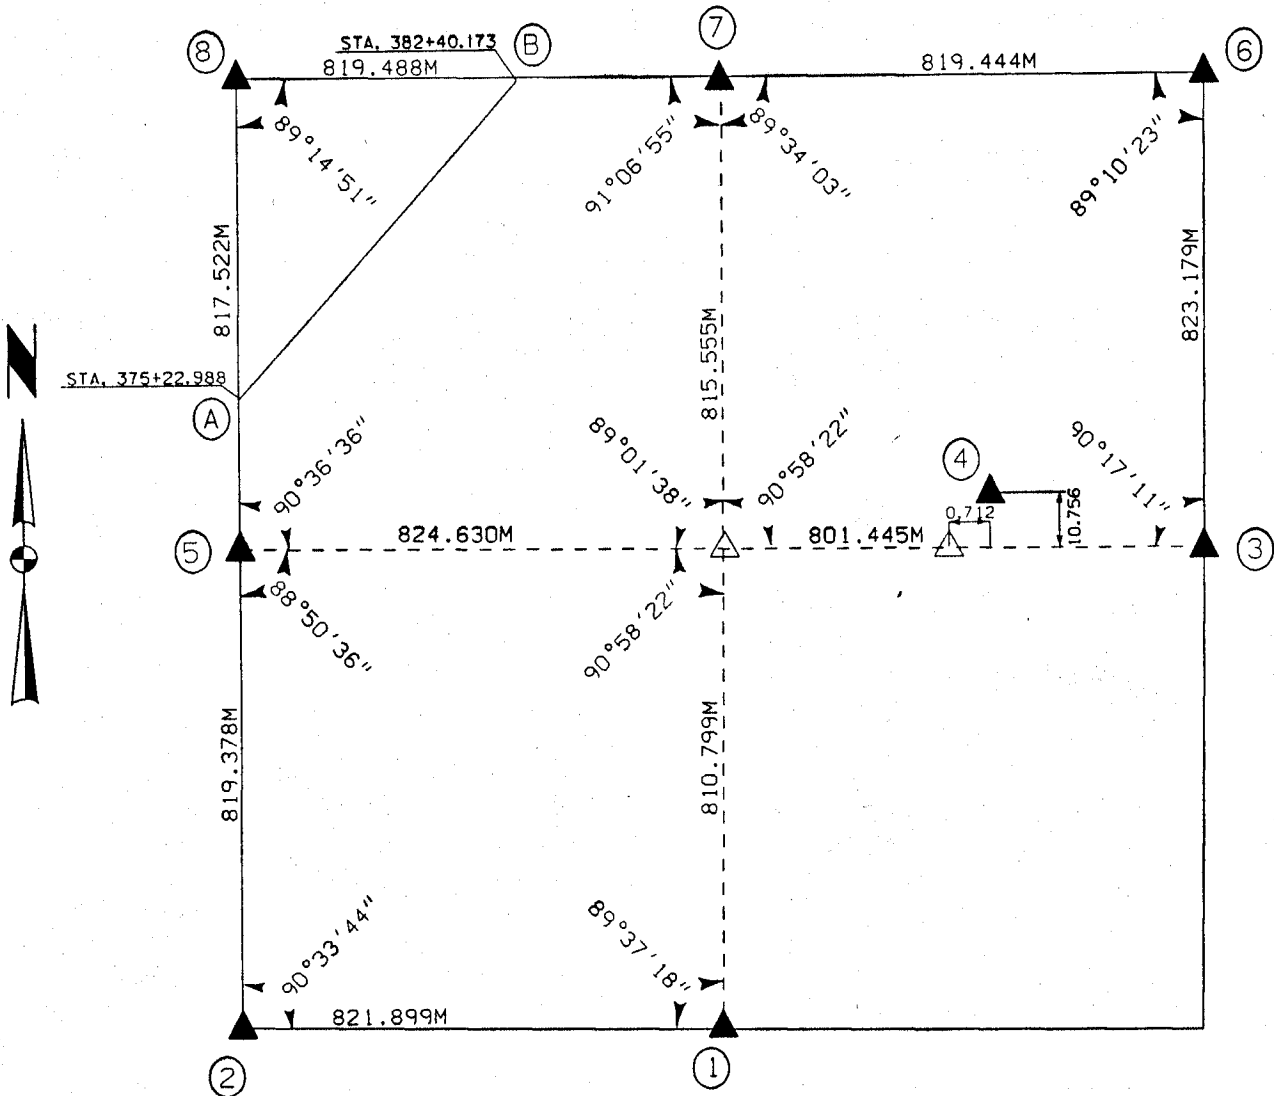 7
8
STA. 382+40.173
B
6
819.488M
819.444M
89°14'51"
91°06'55"
89°34'03"
89°10'23"
817.522M
815.555M
823.179M
N
STA. 375+22.988
A
90°36'36"
89°01'38"
90°58'22"
4
90°17'11"
0.712
10.756
5
824.630M
801.445M
3
88°50'36"
90°58'22"
819.378M
810.799M
90°33'44"
89°37'18"
821.899M
2
1